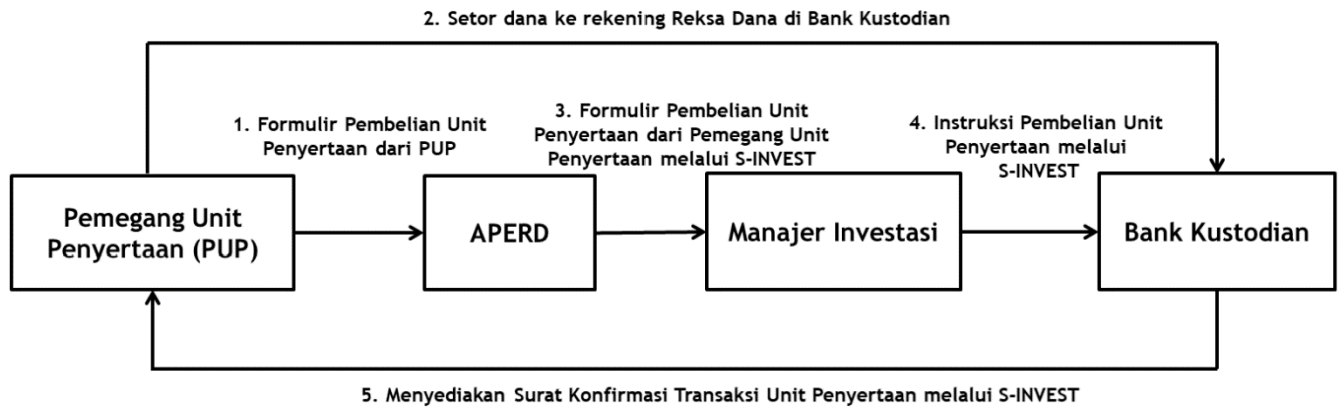 2. Setor dana ke rekening Reksa Dana di Bank Kustodian
1. Formulir Pembelian Unit
Penyertaan dari PUP
3. Formulir Pembelian Unit
Penyertaan dari Pemegang Unit
Penyertaan melalui S-INVEST
4. Instruksi Pembelian Unit
Penyertaan melalui
S-INVEST
Pemegang Unit
Penyertaan (PUP)
APERD
Manajer Investasi
Bank Kustodian
5. Menyediakan Surat Konfirmasi Transaksi Unit Penyertaan melalui S-INVEST